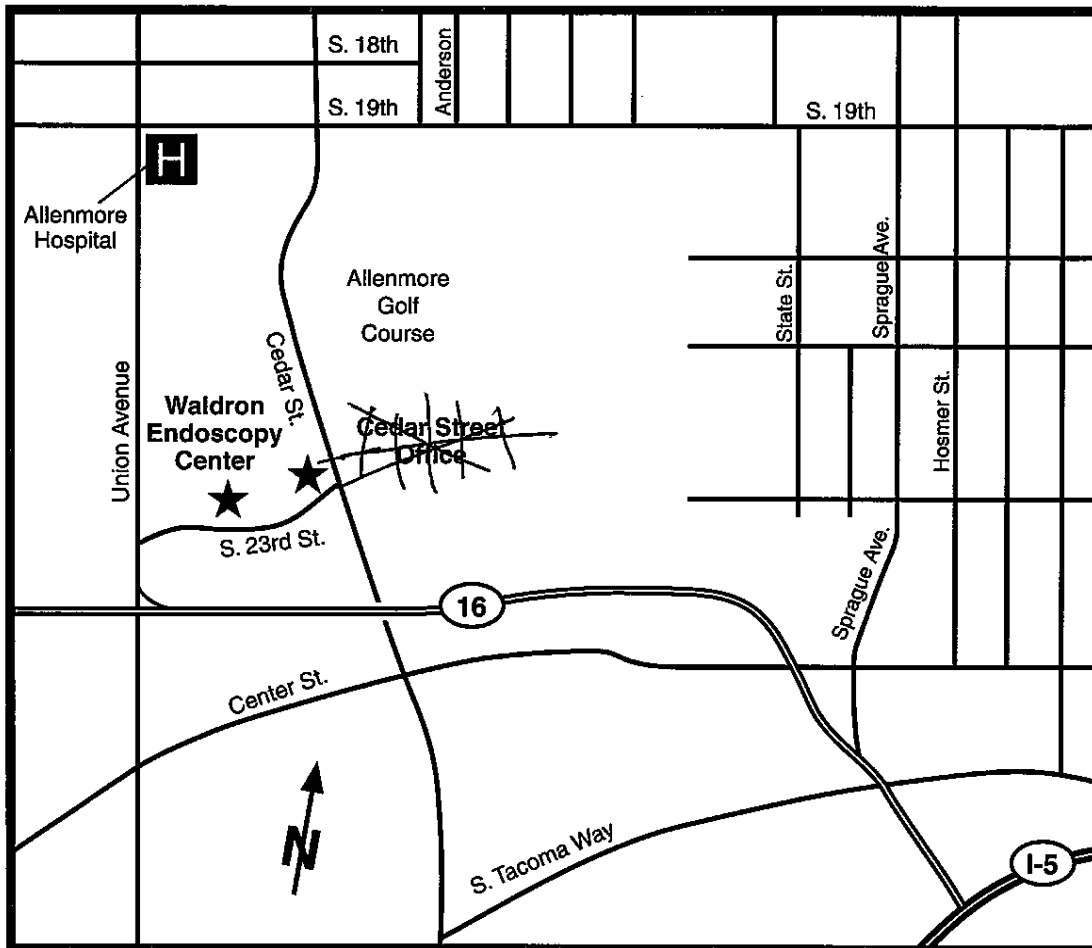 S. 18th
Anderson
S. 19th
S. 19th
H
Allenmore
Hospital
Allenmore
Golf
Course
State St.
Sprague Ave.
Cedar St.
Union Avenue
Hosmer St.
Waldron
Endoscopy
Center
Cedar Street
Office
S. 23rd St.
Sprague Ave.
16
Center St.
N
S. Tacoma Way
I-5